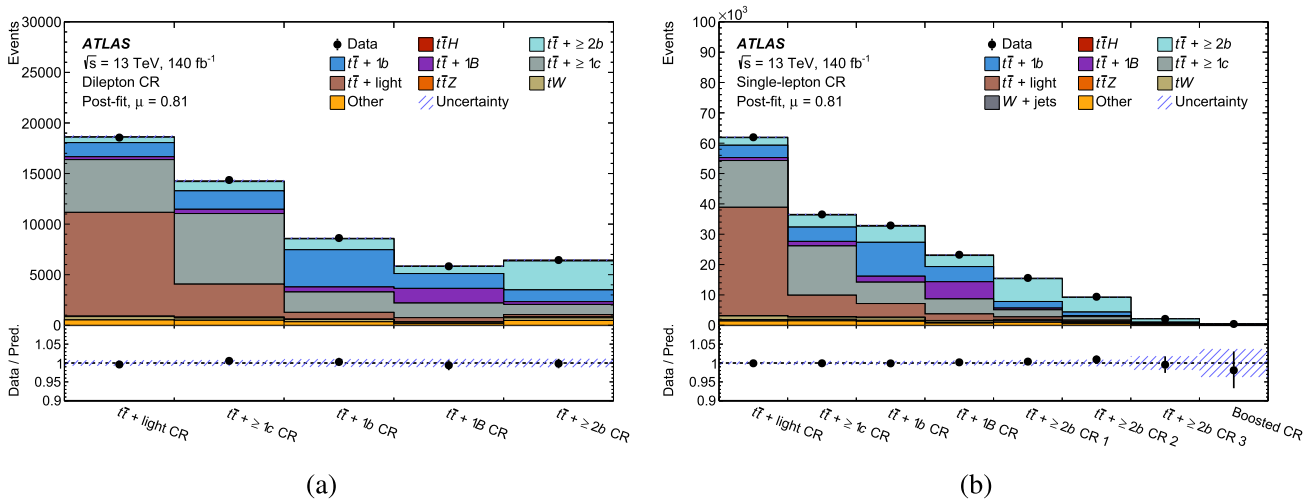 (a)
Events
30000
25000
20000
15000
10000
5000
0
ATLAS
√s = 13 TeV, 140 fb⁻¹
Dilepton CR
Post-fit, μ = 0.81
Data
tt̄H
tt̄ + ≥ 2b
tt̄ + 1b
tt̄ + 1B
tt̄ + ≥ 1c
tt̄ + light
tt̄Z
tW
Other
Uncertainty
Data / Pred.
1.05
1
0.95
0.9
tt̄ + light CR
tt̄ + ≥ 1c CR
tt̄ + 1b CR
tt̄ + 1B CR
tt̄ + ≥ 2b CR
(a)
(b)
×10³
Events
100
90
80
70
60
50
40
30
20
10
0
ATLAS
√s = 13 TeV, 140 fb⁻¹
Single-lepton CR
Post-fit, μ = 0.81
Data
tt̄H
tt̄ + ≥ 2b
tt̄ + 1b
tt̄ + 1B
tt̄ + ≥ 1c
tt̄ + light
tt̄Z
tW
W + jets
Other
Uncertainty
Data / Pred.
1.05
1
0.95
0.9
tt̄ + light CR
tt̄ + ≥ 1c CR
tt̄ + 1b CR
tt̄ + 1B CR
tt̄ + ≥ 2b CR 1
tt̄ + ≥ 2b CR 2
tt̄ + ≥ 2b CR 3
Boosted CR
(b)